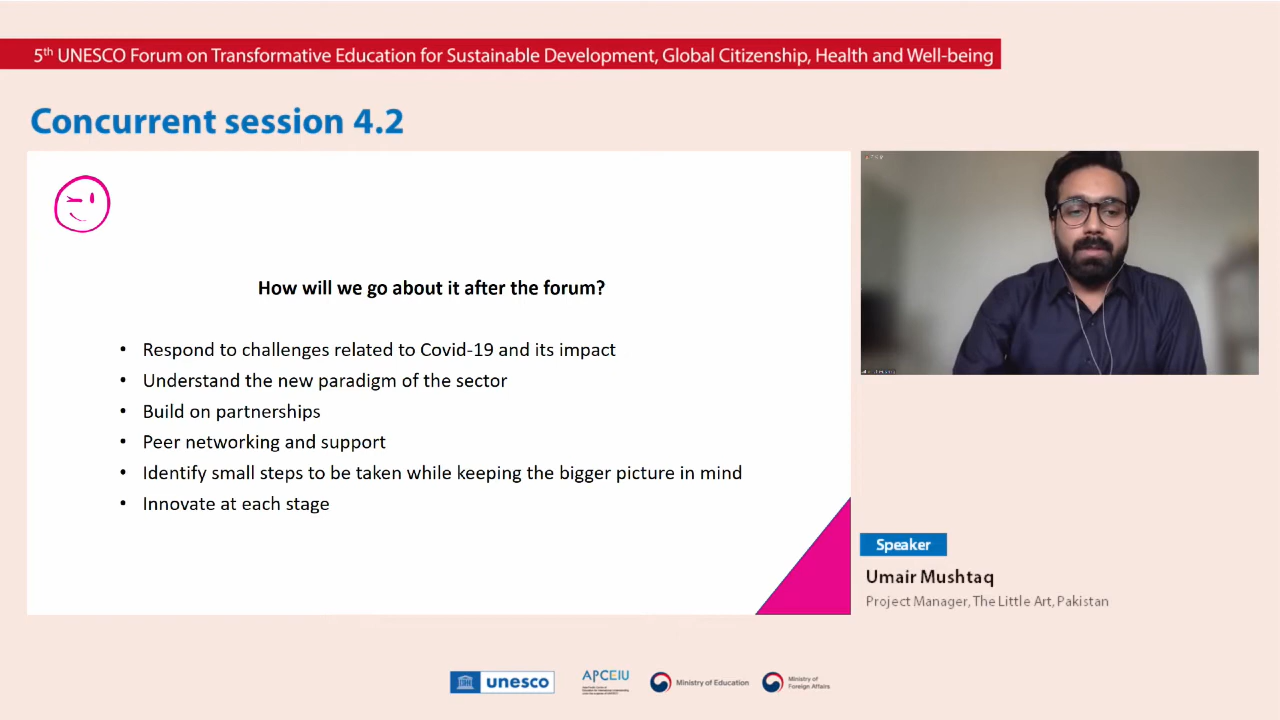 5th UNESCO Forum on Transformative Education for Sustainable Development, Global Citizenship, Health and Well-being
Concurrent session 4.2
How will we go about it after the forum?
• Respond to challenges related to Covid-19 and its impact
• Understand the new paradigm of the sector
• Build on partnerships
• Peer networking and support
• Identify small steps to be taken while keeping the bigger picture in mind
• Innovate at each stage
Speaker
Umair Mushtaq
Project Manager, The Little Art, Pakistan
unesco
APCEIU
Ministry of Education
Ministry of
Foreign Affairs